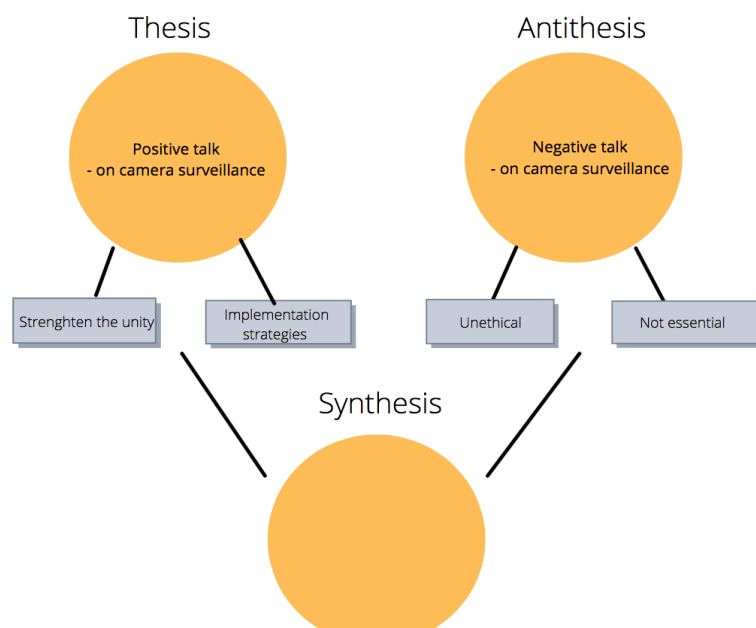 Thesis
Antithesis
Positive talk
- on camera surveillance
Negative talk
- on camera surveillance
Strenghten the unity
Implementation
strategies
Unethical
Not essential
Synthesis